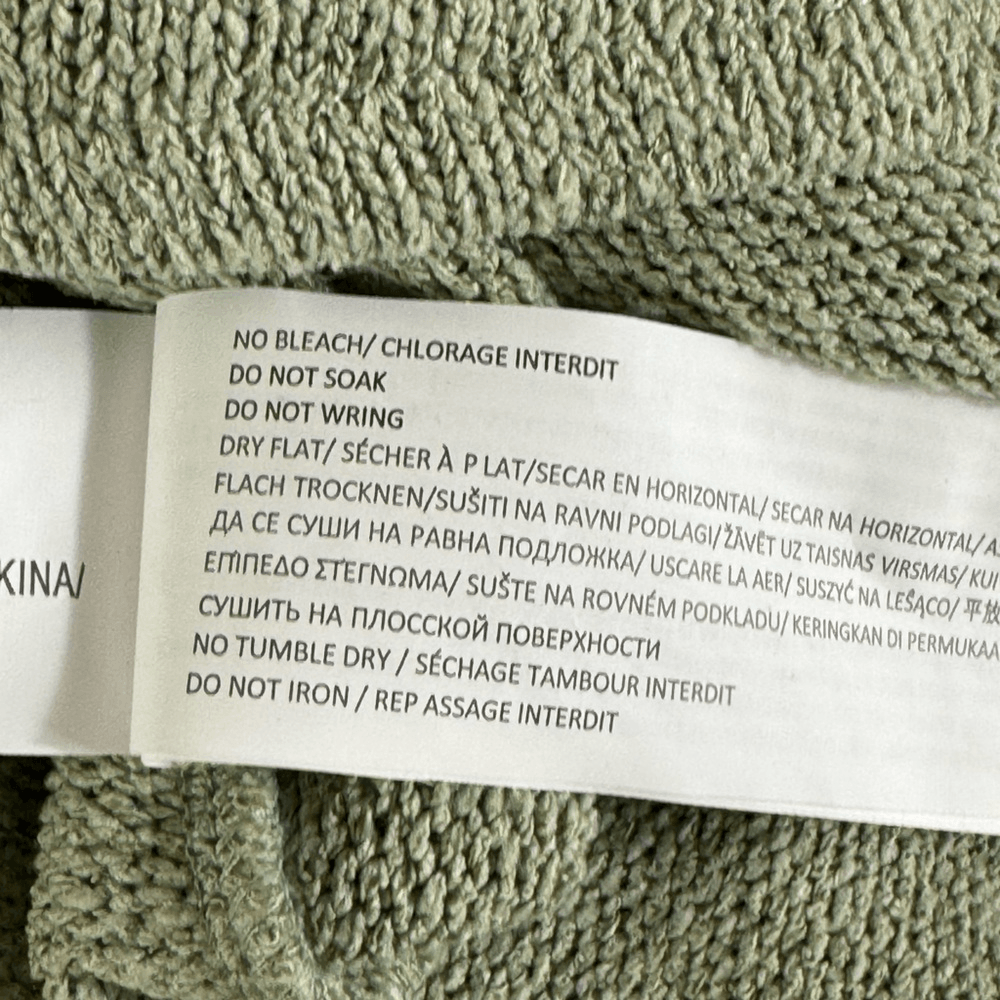 KINA/
NO BLEACH/ CHLORAGE INTERDIT
DO NOT SOAK
DO NOT WRING
DRY FLAT/ SÉCHER À P LAT/SECAR EN HORIZONTAL/ SECAR NA HORIZONTAL/ A
FLACH TROCKNEN/SUŠITI NA RAVNI PODLAGI/ŽĀVĒT UZ TAISNAS VIRSMAS/ KUI
ДА СЕ СУШИ НА РАВНА ПОДЛОЖКА/ USCARE LA AER/ SUSZYĆ NA LEŚĄCO/ 平放
ΕΠΙΠΕΔΟ ΣΤΕΓΝΩΜΑ/ SUŠTE NA ROVNÉM PODKLADU/ KERINGKAN DI PERMUKAA
СУШИТЬ НА ПЛОССКОЙ ПОВЕРХНОСТИ
NO TUMBLE DRY / SÉCHAGE TAMBOUR INTERDIT
DO NOT IRON / REP ASSAGE INTERDIT